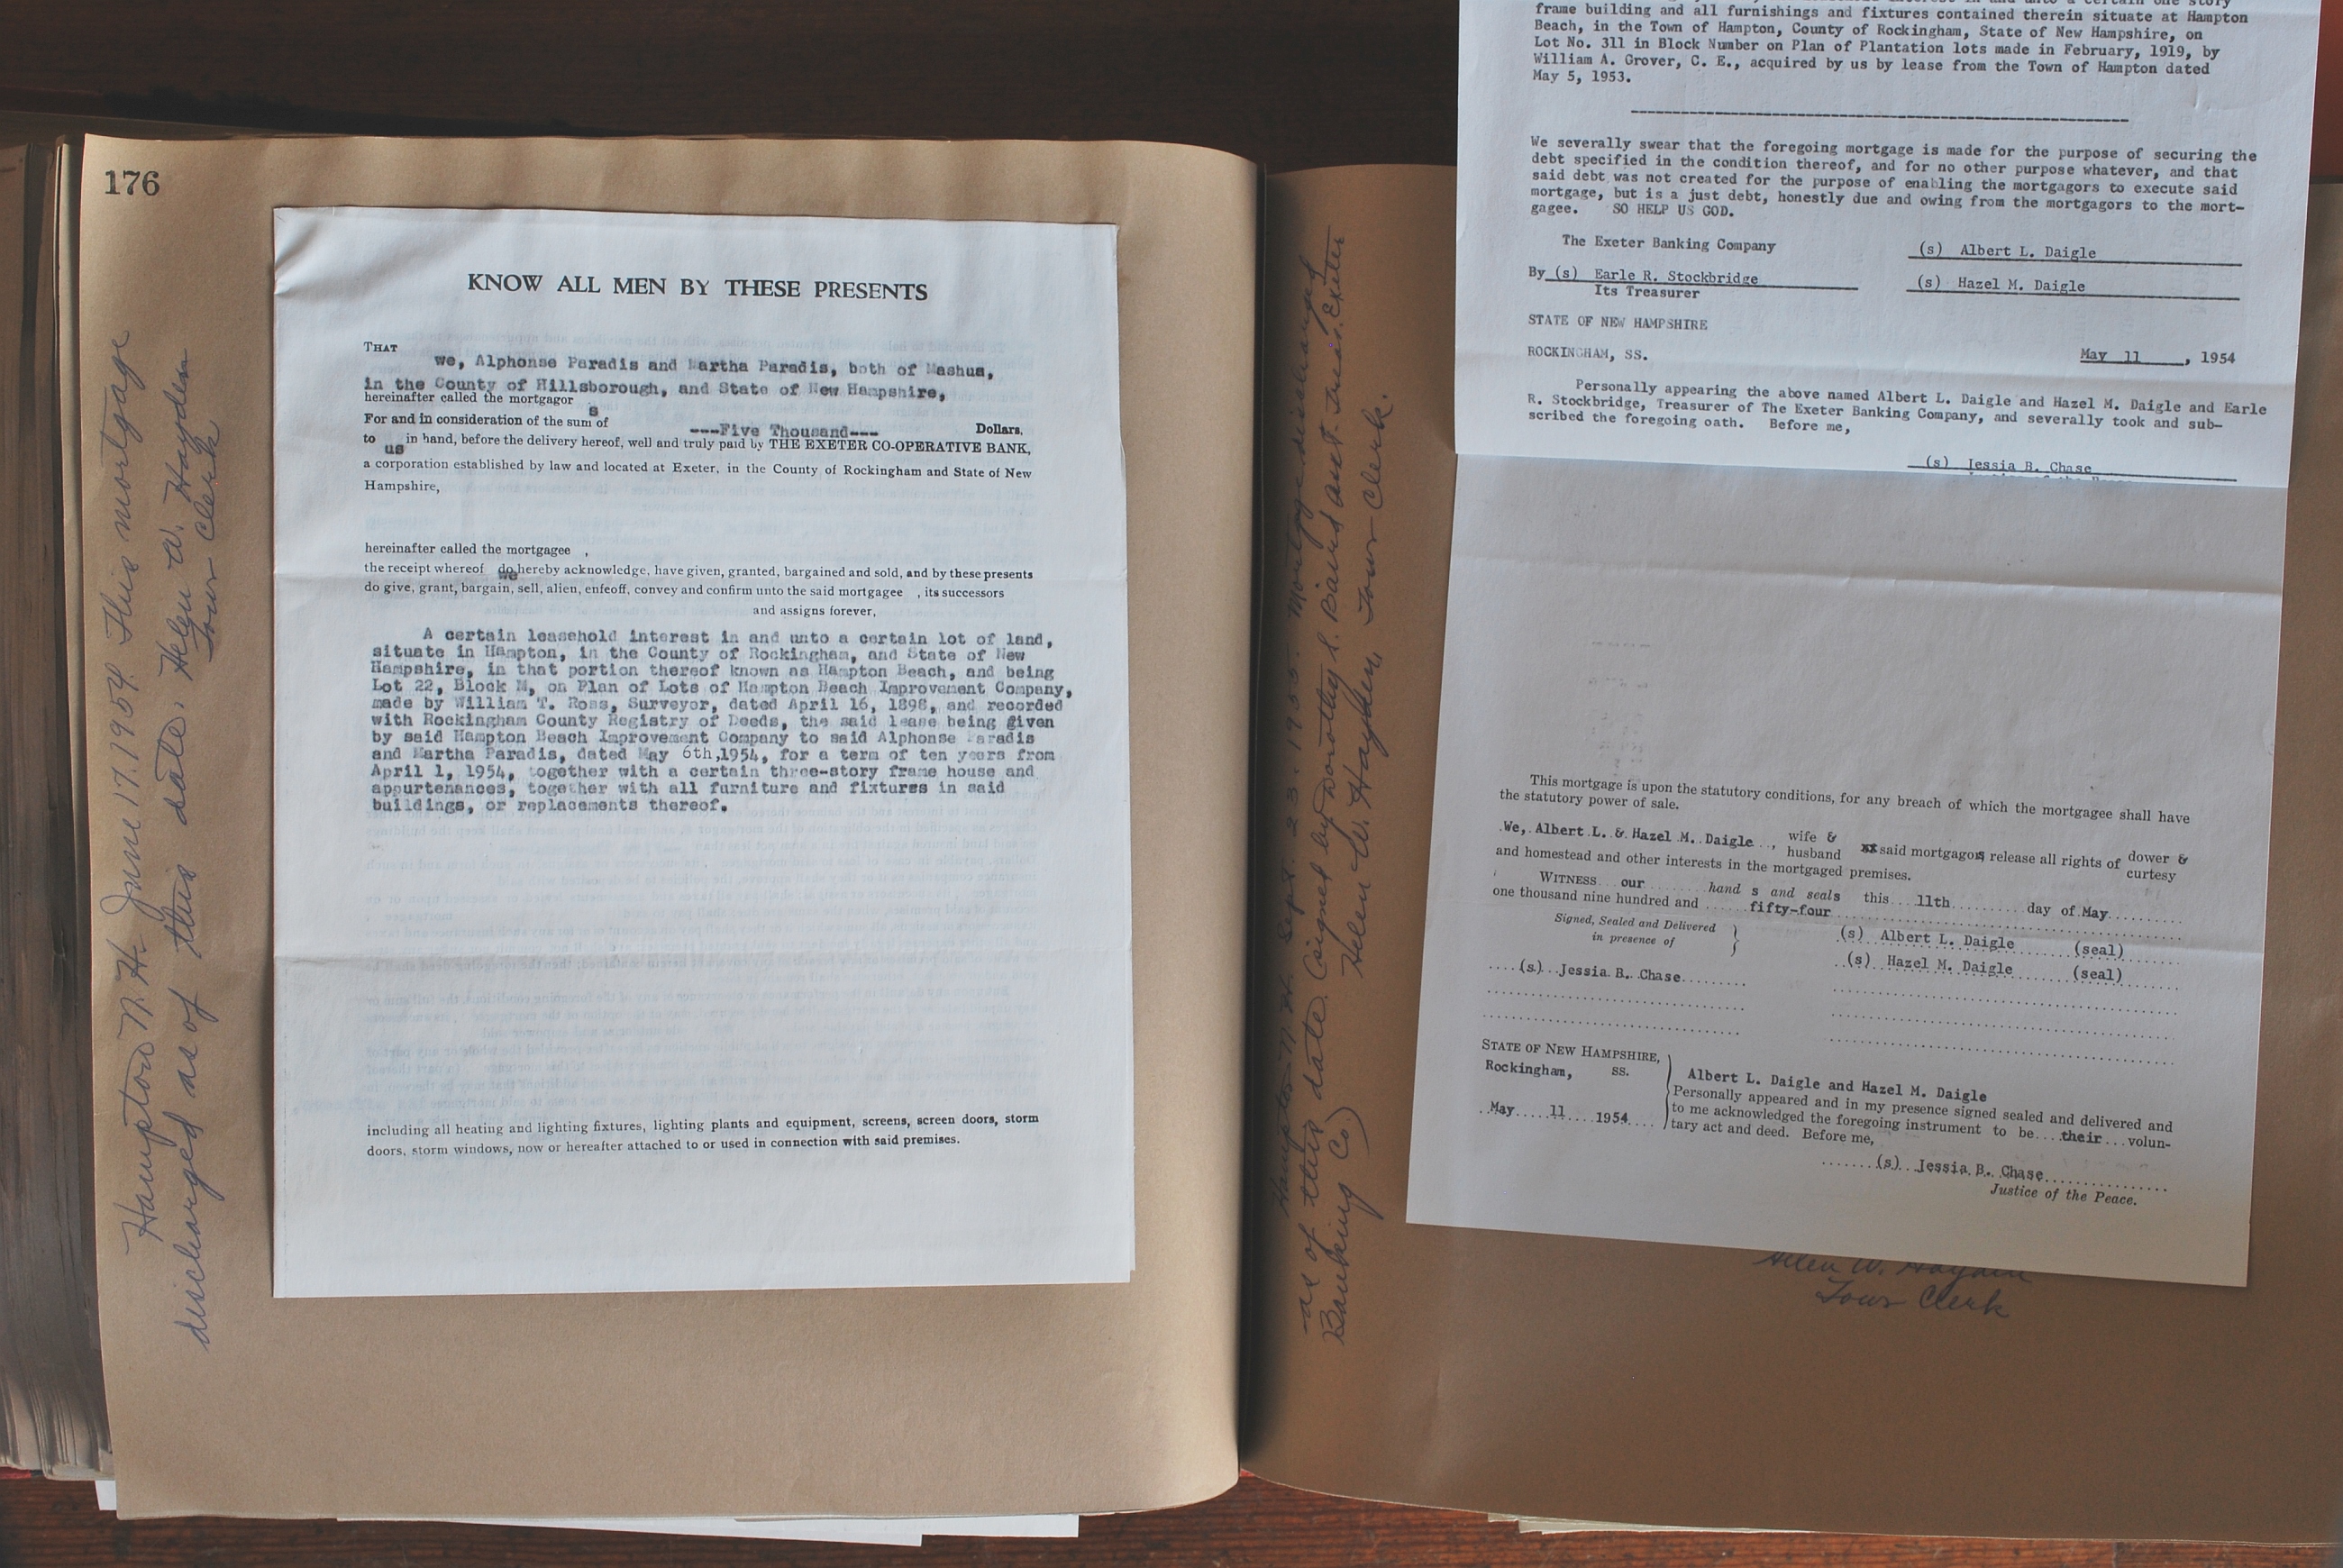 176
Hampton N.H. June 17, 1954. This mortgage
discharged as of this date. Helen W. Hayden
Town Clerk
KNOW ALL MEN BY THESE PRESENTS
THAT
we, Alphonse Paradis and Martha Paradis, both of Nashua,
in the County of Hillsborough, and State of New Hampshire,
hereinafter called the mortgagor s
For and in consideration of the sum of ---Five Thousand--- Dollars,
to us in hand, before the delivery hereof, well and truly paid by THE EXETER CO-OPERATIVE BANK,
a corporation established by law and located at Exeter, in the County of Rockingham and State of New
Hampshire,
hereinafter called the mortgagee ,
the receipt whereof we do hereby acknowledge, have given, granted, bargained and sold, and by these presents
do give, grant, bargain, sell, alien, enfeoff, convey and confirm unto the said mortgagee , its successors
and assigns forever,
A certain leasehold interest in and unto a certain lot of land,
situate in Hampton, in the County of Rockingham, and State of New
Hampshire, in that portion thereof known as Hampton Beach, and being
Lot 22, Block M, on Plan of Lots of Hampton Beach Improvement Company,
made by William T. Ross, Surveyor, dated April 16, 1898, and recorded
with Rockingham County Registry of Deeds, the said lease being given
by said Hampton Beach Improvement Company to said Alphonse Paradis
and Martha Paradis, dated May 6th,1954, for a term of ten years from
April 1, 1954, together with a certain three-story frame house and
appurtenances, together with all furniture and fixtures in said
buildings, or replacements thereof.
including all heating and lighting fixtures, lighting plants and equipment, screens, screen doors, storm
doors, storm windows, now or hereafter attached to or used in connection with said premises.
Hampton N.H. Sept. 23, 1955. Mortgage discharged
as of this date. (signed by Dorothy S. Baird asst. treas. Exeter
Banking Co.) Helen W. Hayden, Town Clerk.
frame building and all furnishings and fixtures contained therein situate at Hampton
Beach, in the Town of Hampton, County of Rockingham, State of New Hampshire, on
Lot No. 311 in Block Number on Plan of Plantation lots made in February, 1919, by
William A. Grover, C. E., acquired by us by lease from the Town of Hampton dated
May 5, 1953.
We severally swear that the foregoing mortgage is made for the purpose of securing the
debt specified in the condition thereof, and for no other purpose whatever, and that
said debt was not created for the purpose of enabling the mortgagors to execute said
mortgage, but is a just debt, honestly due and owing from the mortgagors to the mort-
gagee. SO HELP US GOD.
The Exeter Banking Company (s) Albert L. Daigle
By (s) Earle R. Stockbridge (s) Hazel M. Daigle
Its Treasurer
STATE OF NEW HAMPSHIRE
ROCKINGHAM, SS. May 11, 1954
Personally appearing the above named Albert L. Daigle and Hazel M. Daigle and Earle
R. Stockbridge, Treasurer of The Exeter Banking Company, and severally took and sub-
scribed the foregoing oath. Before me,
(s) Jessia B. Chase
This mortgage is upon the statutory conditions, for any breach of which the mortgagee shall have
the statutory power of sale.
We, Albert L. & Hazel M. Daigle , wife & husband xx said mortgagors release all rights of dower & curtesy
and homestead and other interests in the mortgaged premises.
WITNESS our hand s and seals this 11th day of May
one thousand nine hundred and fifty-four
Signed, Sealed and Delivered
in presence of
(s) Albert L. Daigle (seal)
(s) Hazel M. Daigle (seal)
(s) Jessia B. Chase
STATE OF NEW HAMPSHIRE,
Rockingham, ss.
May 11 1954
Albert L. Daigle and Hazel M. Daigle
Personally appeared and in my presence signed sealed and delivered and
to me acknowledged the foregoing instrument to be their volun-
tary act and deed. Before me,
(s) Jessia B. Chase
Justice of the Peace.
Helen W. Hayden
Town Clerk